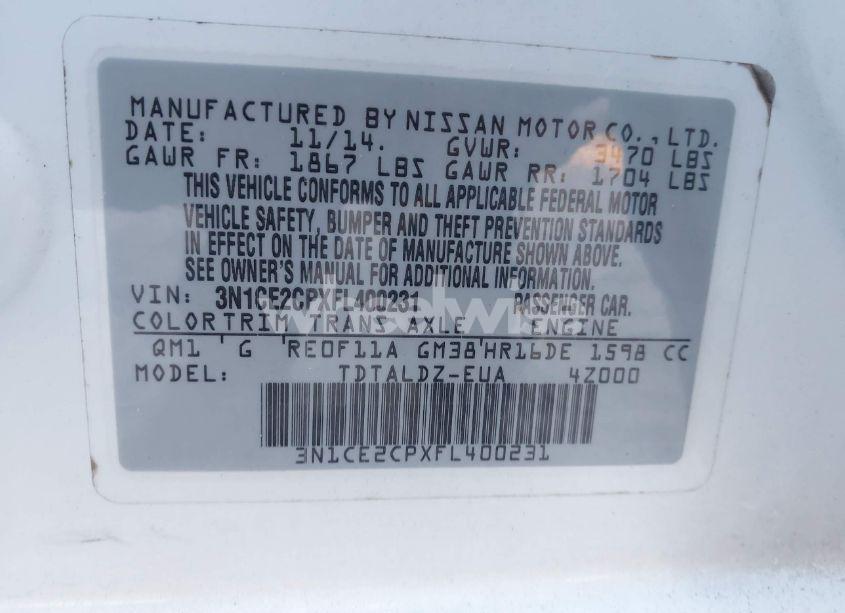 MANUFACTURED BY NISSAN MOTOR CO., LTD.
DATE: 11/14. GVWR: 3470 LBS
GAWR FR: 1867 LBS GAWR RR: 1704 LBS
THIS VEHICLE CONFORMS TO ALL APPLICABLE FEDERAL MOTOR
VEHICLE SAFETY, BUMPER AND THEFT PREVENTION STANDARDS
IN EFFECT ON THE DATE OF MANUFACTURE SHOWN ABOVE.
SEE OWNER'S MANUAL FOR ADDITIONAL INFORMATION.
VIN: 3N1CE2CPXFL400231 PASSENGER CAR.
COLOR TRIM TRANS AXLE ENGINE
QM1 G RE0F11A GM38 HR16DE 1598 CC
MODEL: TDTALDZ-EUA 4Z000
3N1CE2CPXFL400231